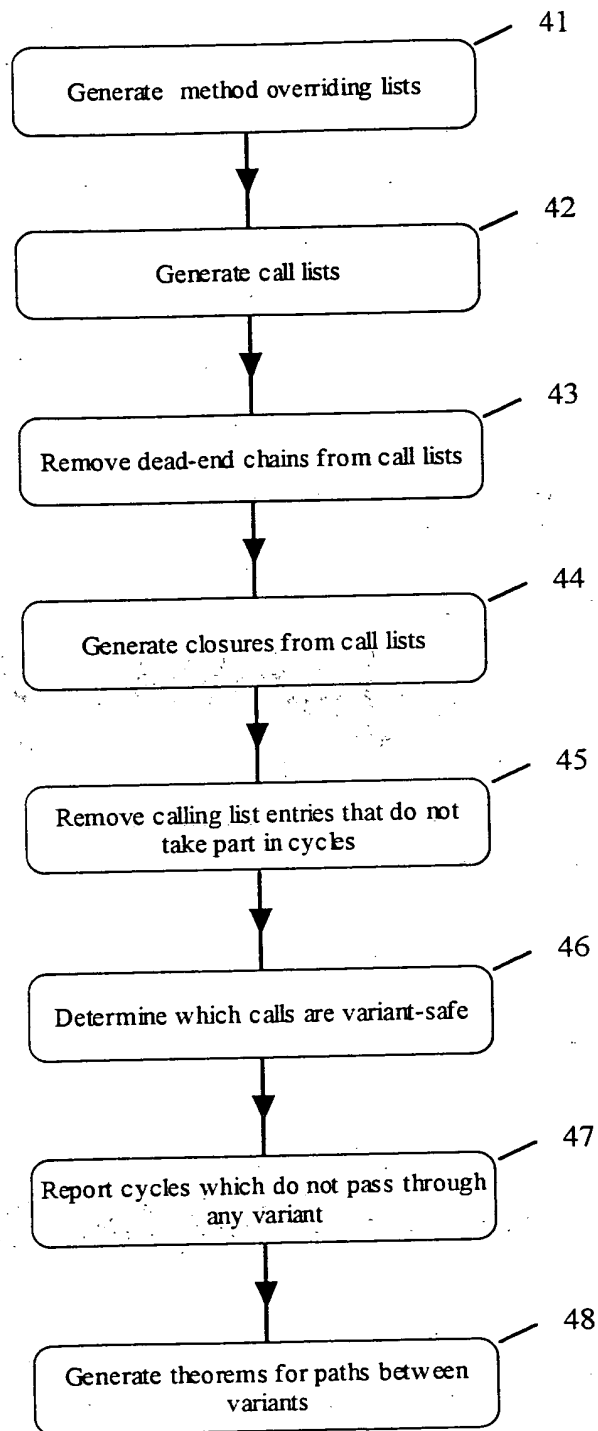 41
Generate method overriding lists
42
Generate call lists
43
Remove dead-end chains from call lists
44
Generate closures from call lists
45
Remove calling list entries that do not
take part in cycles
46
Determine which calls are variant-safe
47
Report cycles which do not pass through
any variant
48
Generate theorems for paths between
variants